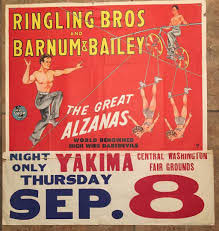 RINGLING BROS
AND
BARNUM & BAILEY
THE GREAT
ALZANAS
WORLD RENOWNED
HIGH WIRE DAREDEVILS
NIGHT
ONLY
YAKIMA
CENTRAL WASHINGTON
FAIR GROUNDS
THURSDAY
SEP. 8